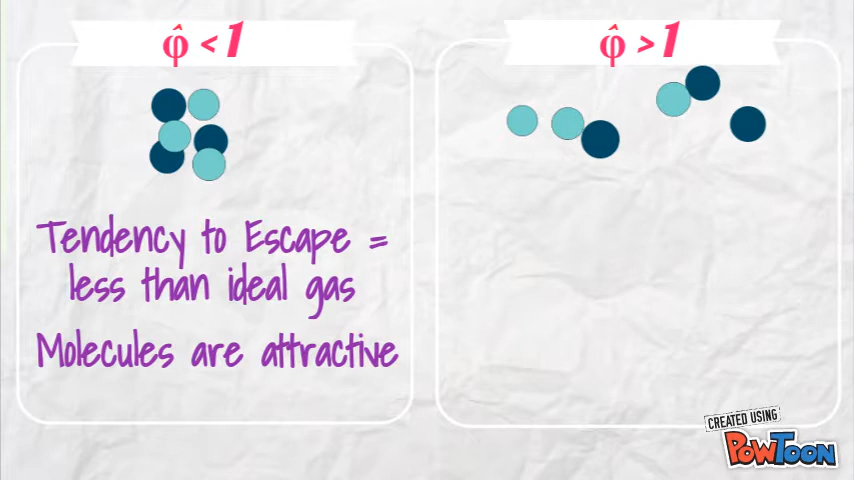 φ̂ < 1
Tendency to Escape =
less than ideal gas
Molecules are attractive
φ̂ > 1
CREATED USING
POWTOON